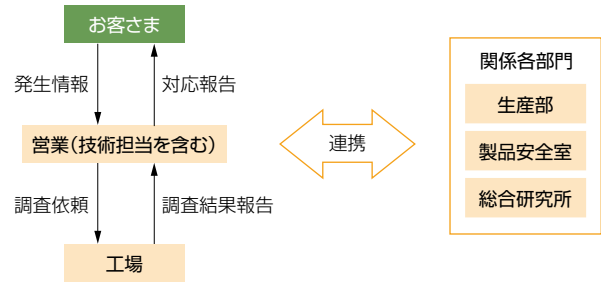 お客さま
発生情報
対応報告
営業(技術担当を含む)
調査依頼
調査結果報告
工場
連携
関係各部門
生産部
製品安全室
総合研究所